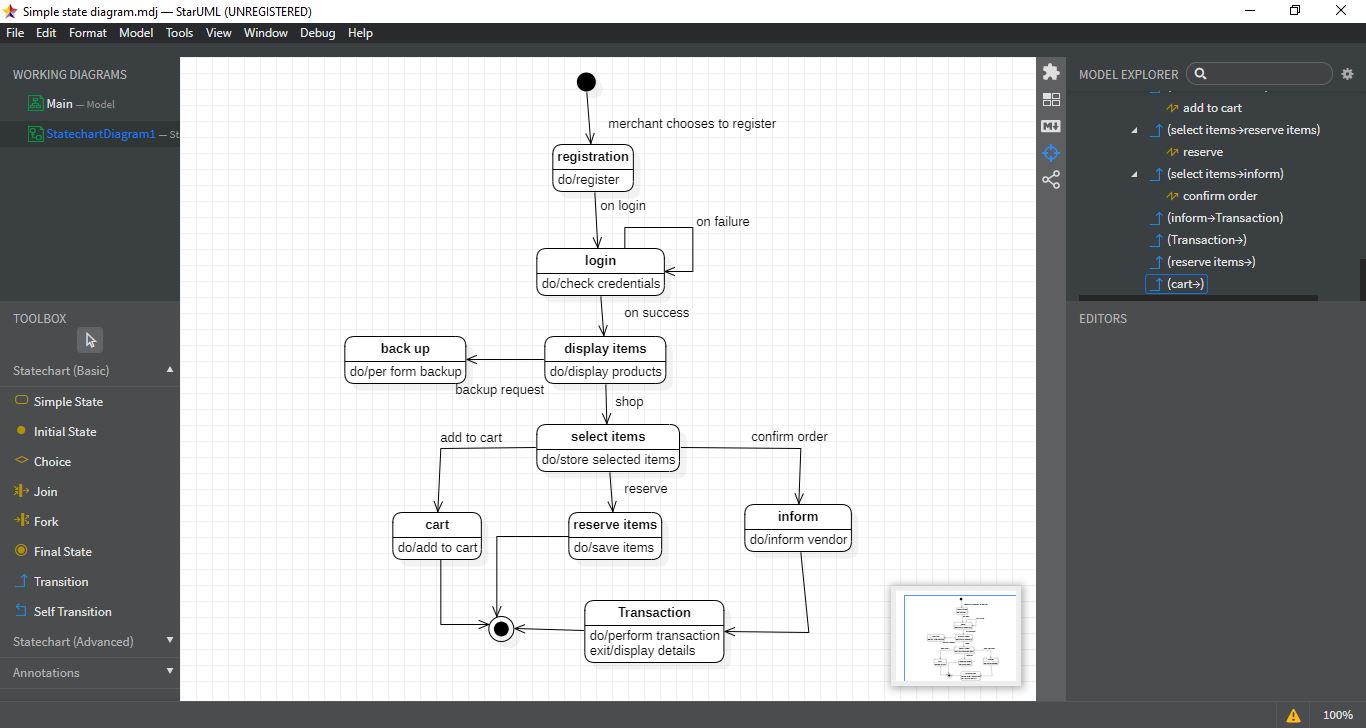 Simple state diagram.mdj — StarUML (UNREGISTERED)
File Edit Format Model Tools View Window Debug Help
WORKING DIAGRAMS
Main — Model
StatechartDiagram1 — St
TOOLBOX
Statechart (Basic)
Simple State
Initial State
Choice
Join
Fork
Final State
Transition
Self Transition
Statechart (Advanced)
Annotations
merchant chooses to register
registration
do/register
on login
on failure
login
do/check credentials
on success
back up
do/per form backup
display items
do/display products
backup request
shop
add to cart
select items
do/store selected items
confirm order
reserve
cart
do/add to cart
reserve items
do/save items
inform
do/inform vendor
Transaction
do/perform transaction
exit/display details
MODEL EXPLORER
add to cart
(select items→reserve items)
reserve
(select items→inform)
confirm order
(inform→Transaction)
(Transaction→)
(reserve items→)
(cart→)
EDITORS
100%